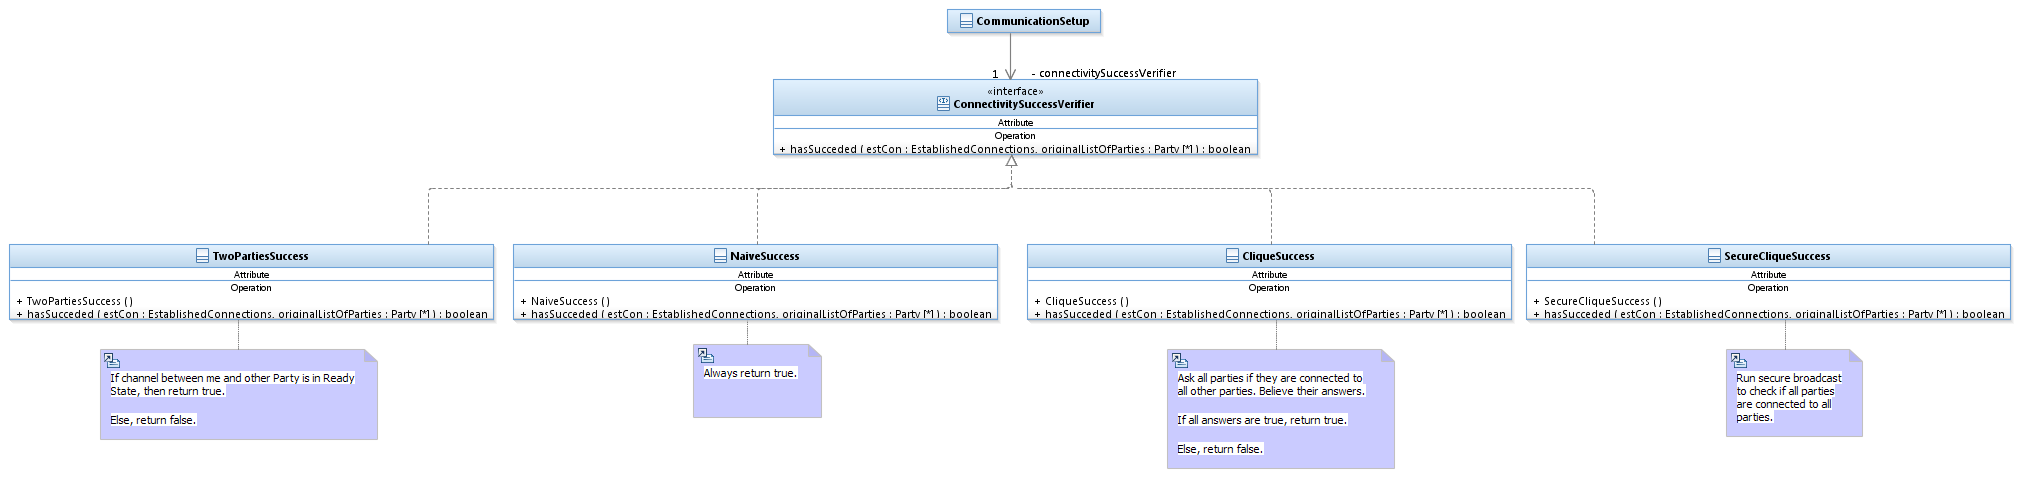 CommunicationSetup
1 - connectivitySuccessVerifier
«interface»
ConnectivitySuccessVerifier
Attribute
Operation
+ hasSucceded ( estCon : EstablishedConnections, originalListOfParties : Party [*] ) : boolean
TwoPartiesSuccess
Attribute
Operation
+ TwoPartiesSuccess ( )
+ hasSucceded ( estCon : EstablishedConnections, originalListOfParties : Party [*] ) : boolean
NaiveSuccess
Attribute
Operation
+ NaiveSuccess ( )
+ hasSucceded ( estCon : EstablishedConnections, originalListOfParties : Party [*] ) : boolean
CliqueSuccess
Attribute
Operation
+ CliqueSuccess ( )
+ hasSucceded ( estCon : EstablishedConnections, originalListOfParties : Party [*] ) : boolean
SecureCliqueSuccess
Attribute
Operation
+ SecureCliqueSuccess ( )
+ hasSucceded ( estCon : EstablishedConnections, originalListOfParties : Party [*] ) : boolean
If channel between me and other Party is in Ready
State, then return true.
Else, return false.
Always return true.
Ask all parties if they are connected to
all other parties. Believe their answers.
If all answers are true, return true.
Else, return false.
Run secure broadcast
to check if all parties
are connected to all
parties.